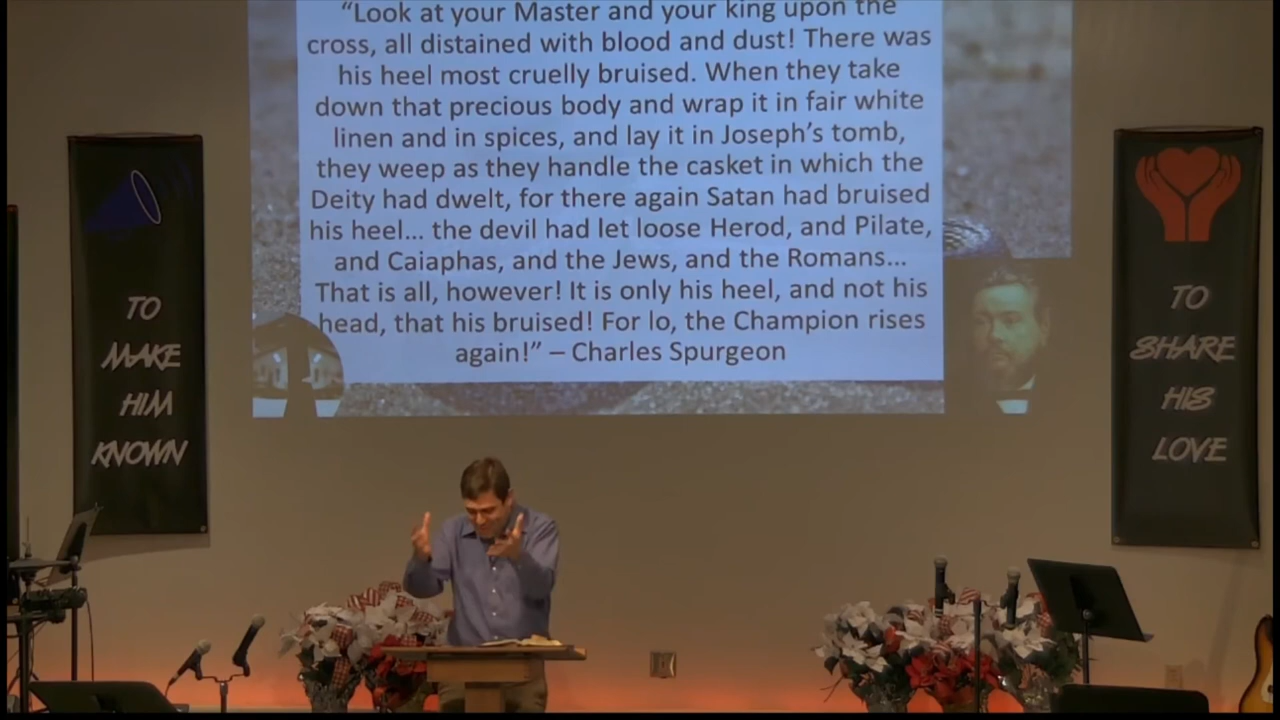 “Look at your Master and your king upon the
cross, all distained with blood and dust! There was
his heel most cruelly bruised. When they take
down that precious body and wrap it in fair white
linen and in spices, and lay it in Joseph’s tomb,
they weep as they handle the casket in which the
Deity had dwelt, for there again Satan had bruised
his heel... the devil had let loose Herod, and Pilate,
and Caiaphas, and the Jews, and the Romans...
That is all, however! It is only his heel, and not his
head, that his bruised! For lo, the Champion rises
again!” – Charles Spurgeon
TO
MAKE
HIM
KNOWN
TO
SHARE
HIS
LOVE